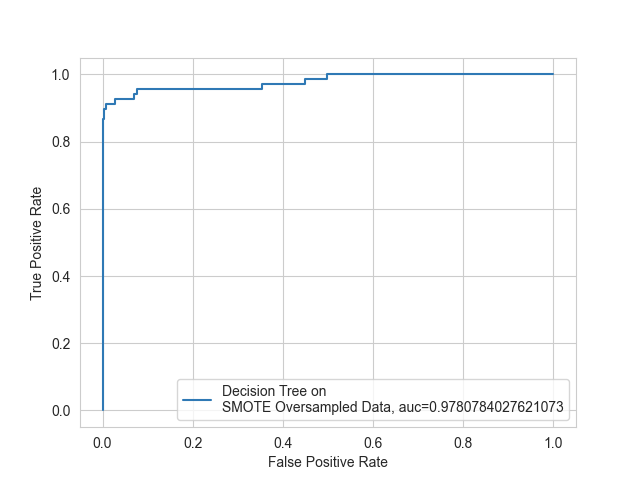 1.0
0.8
0.6
0.4
0.2
0.0
True Positive Rate
Decision Tree on
SMOTE Oversampled Data, auc=0.9780784027621073
0.0 0.2 0.4 0.6 0.8 1.0
False Positive Rate